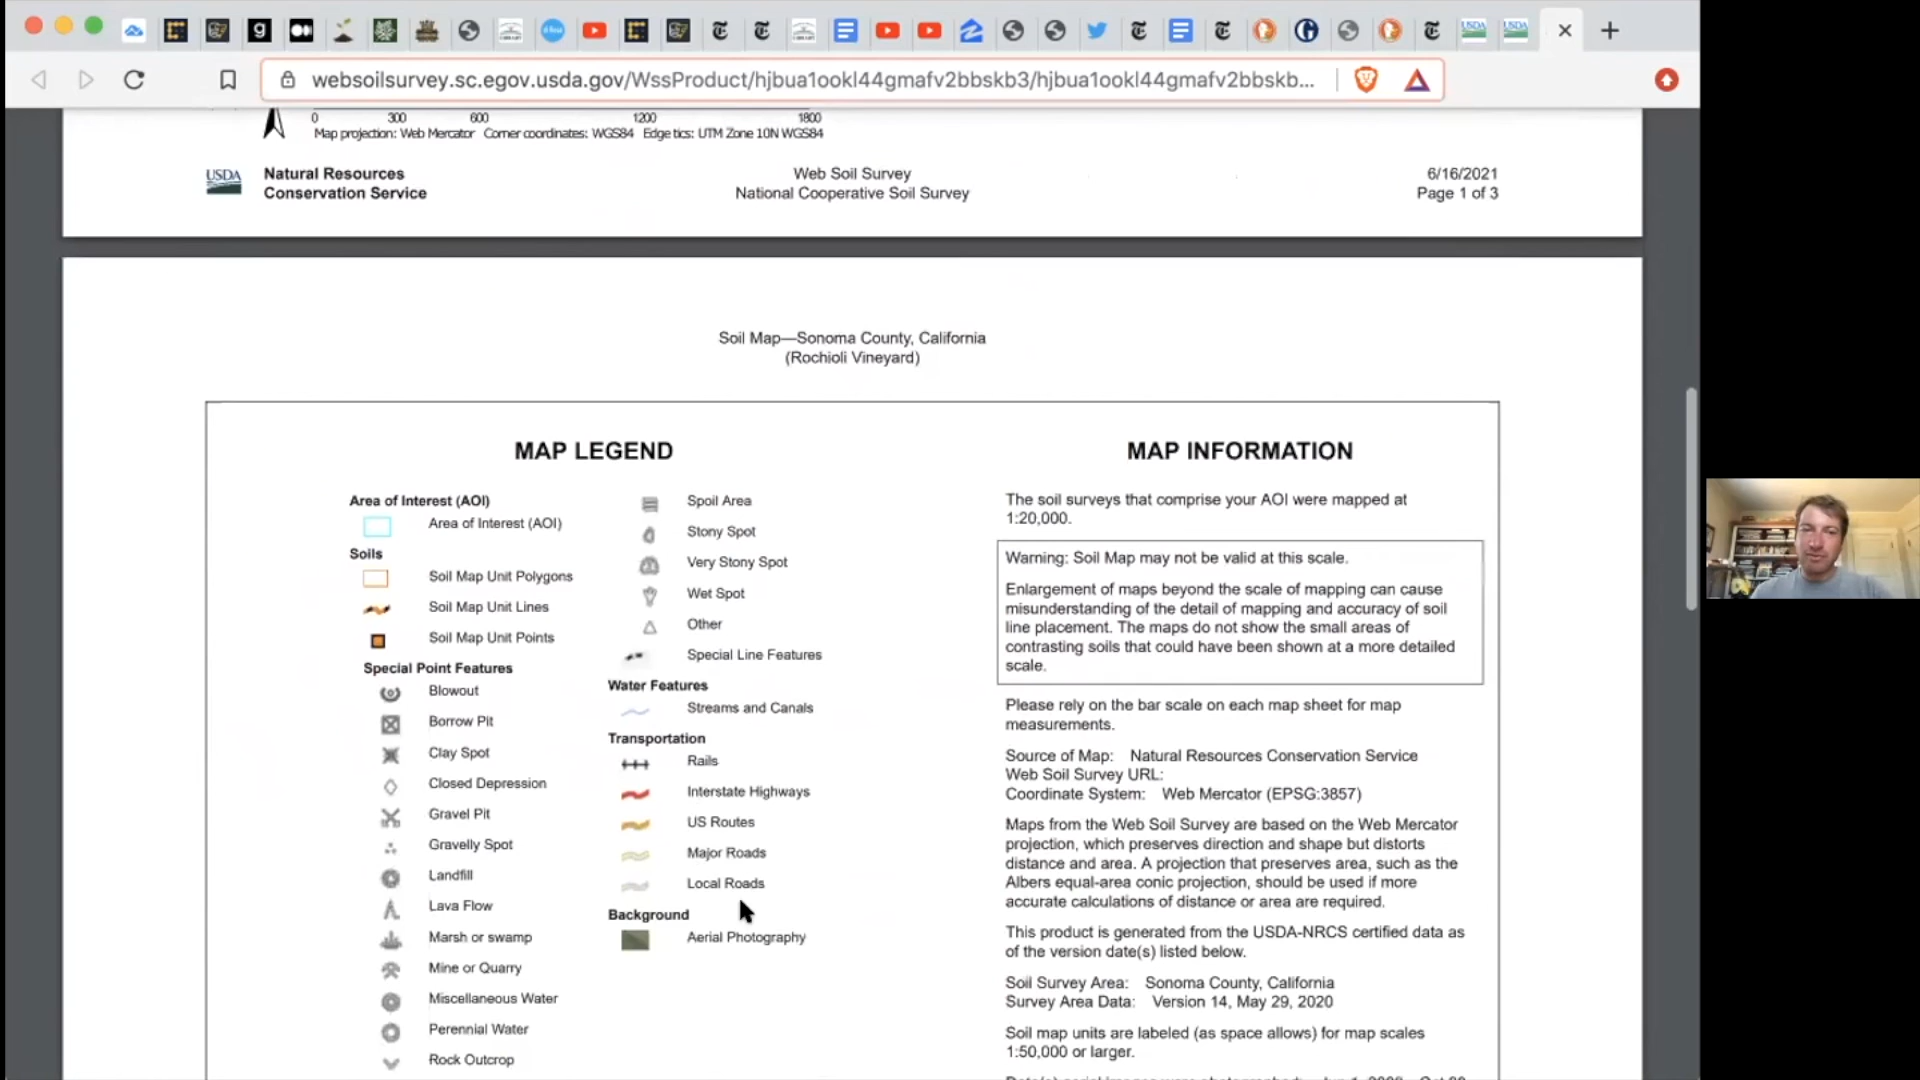 websoilsurvey.sc.egov.usda.gov/WssProduct/hjbua1ookl44gmafv2bbskb3/hjbua1ookl44gmafv2bbskb...
0 300 600 1200 1800
Map projection: Web Mercator Corner coordinates: WGS84 Edge tics: UTM Zone 10N WGS84
USDA
Natural Resources
Conservation Service
Web Soil Survey
National Cooperative Soil Survey
6/16/2021
Page 1 of 3
Soil Map—Sonoma County, California
(Rochioli Vineyard)
MAP LEGEND
Area of Interest (AOI)
Area of Interest (AOI)
Soils
Soil Map Unit Polygons
Soil Map Unit Lines
Soil Map Unit Points
Special Point Features
Blowout
Borrow Pit
Clay Spot
Closed Depression
Gravel Pit
Gravelly Spot
Landfill
Lava Flow
Marsh or swamp
Mine or Quarry
Miscellaneous Water
Perennial Water
Rock Outcrop
Spoil Area
Stony Spot
Very Stony Spot
Wet Spot
Other
Special Line Features
Water Features
Streams and Canals
Transportation
Rails
Interstate Highways
US Routes
Major Roads
Local Roads
Background
Aerial Photography
MAP INFORMATION
The soil surveys that comprise your AOI were mapped at
1:20,000.
Warning: Soil Map may not be valid at this scale.
Enlargement of maps beyond the scale of mapping can cause
misunderstanding of the detail of mapping and accuracy of soil
line placement. The maps do not show the small areas of
contrasting soils that could have been shown at a more detailed
scale.
Please rely on the bar scale on each map sheet for map
measurements.
Source of Map: Natural Resources Conservation Service
Web Soil Survey URL:
Coordinate System: Web Mercator (EPSG:3857)
Maps from the Web Soil Survey are based on the Web Mercator
projection, which preserves direction and shape but distorts
distance and area. A projection that preserves area, such as the
Albers equal-area conic projection, should be used if more
accurate calculations of distance or area are required.
This product is generated from the USDA-NRCS certified data as
of the version date(s) listed below.
Soil Survey Area: Sonoma County, California
Survey Area Data: Version 14, May 29, 2020
Soil map units are labeled (as space allows) for map scales
1:50,000 or larger.